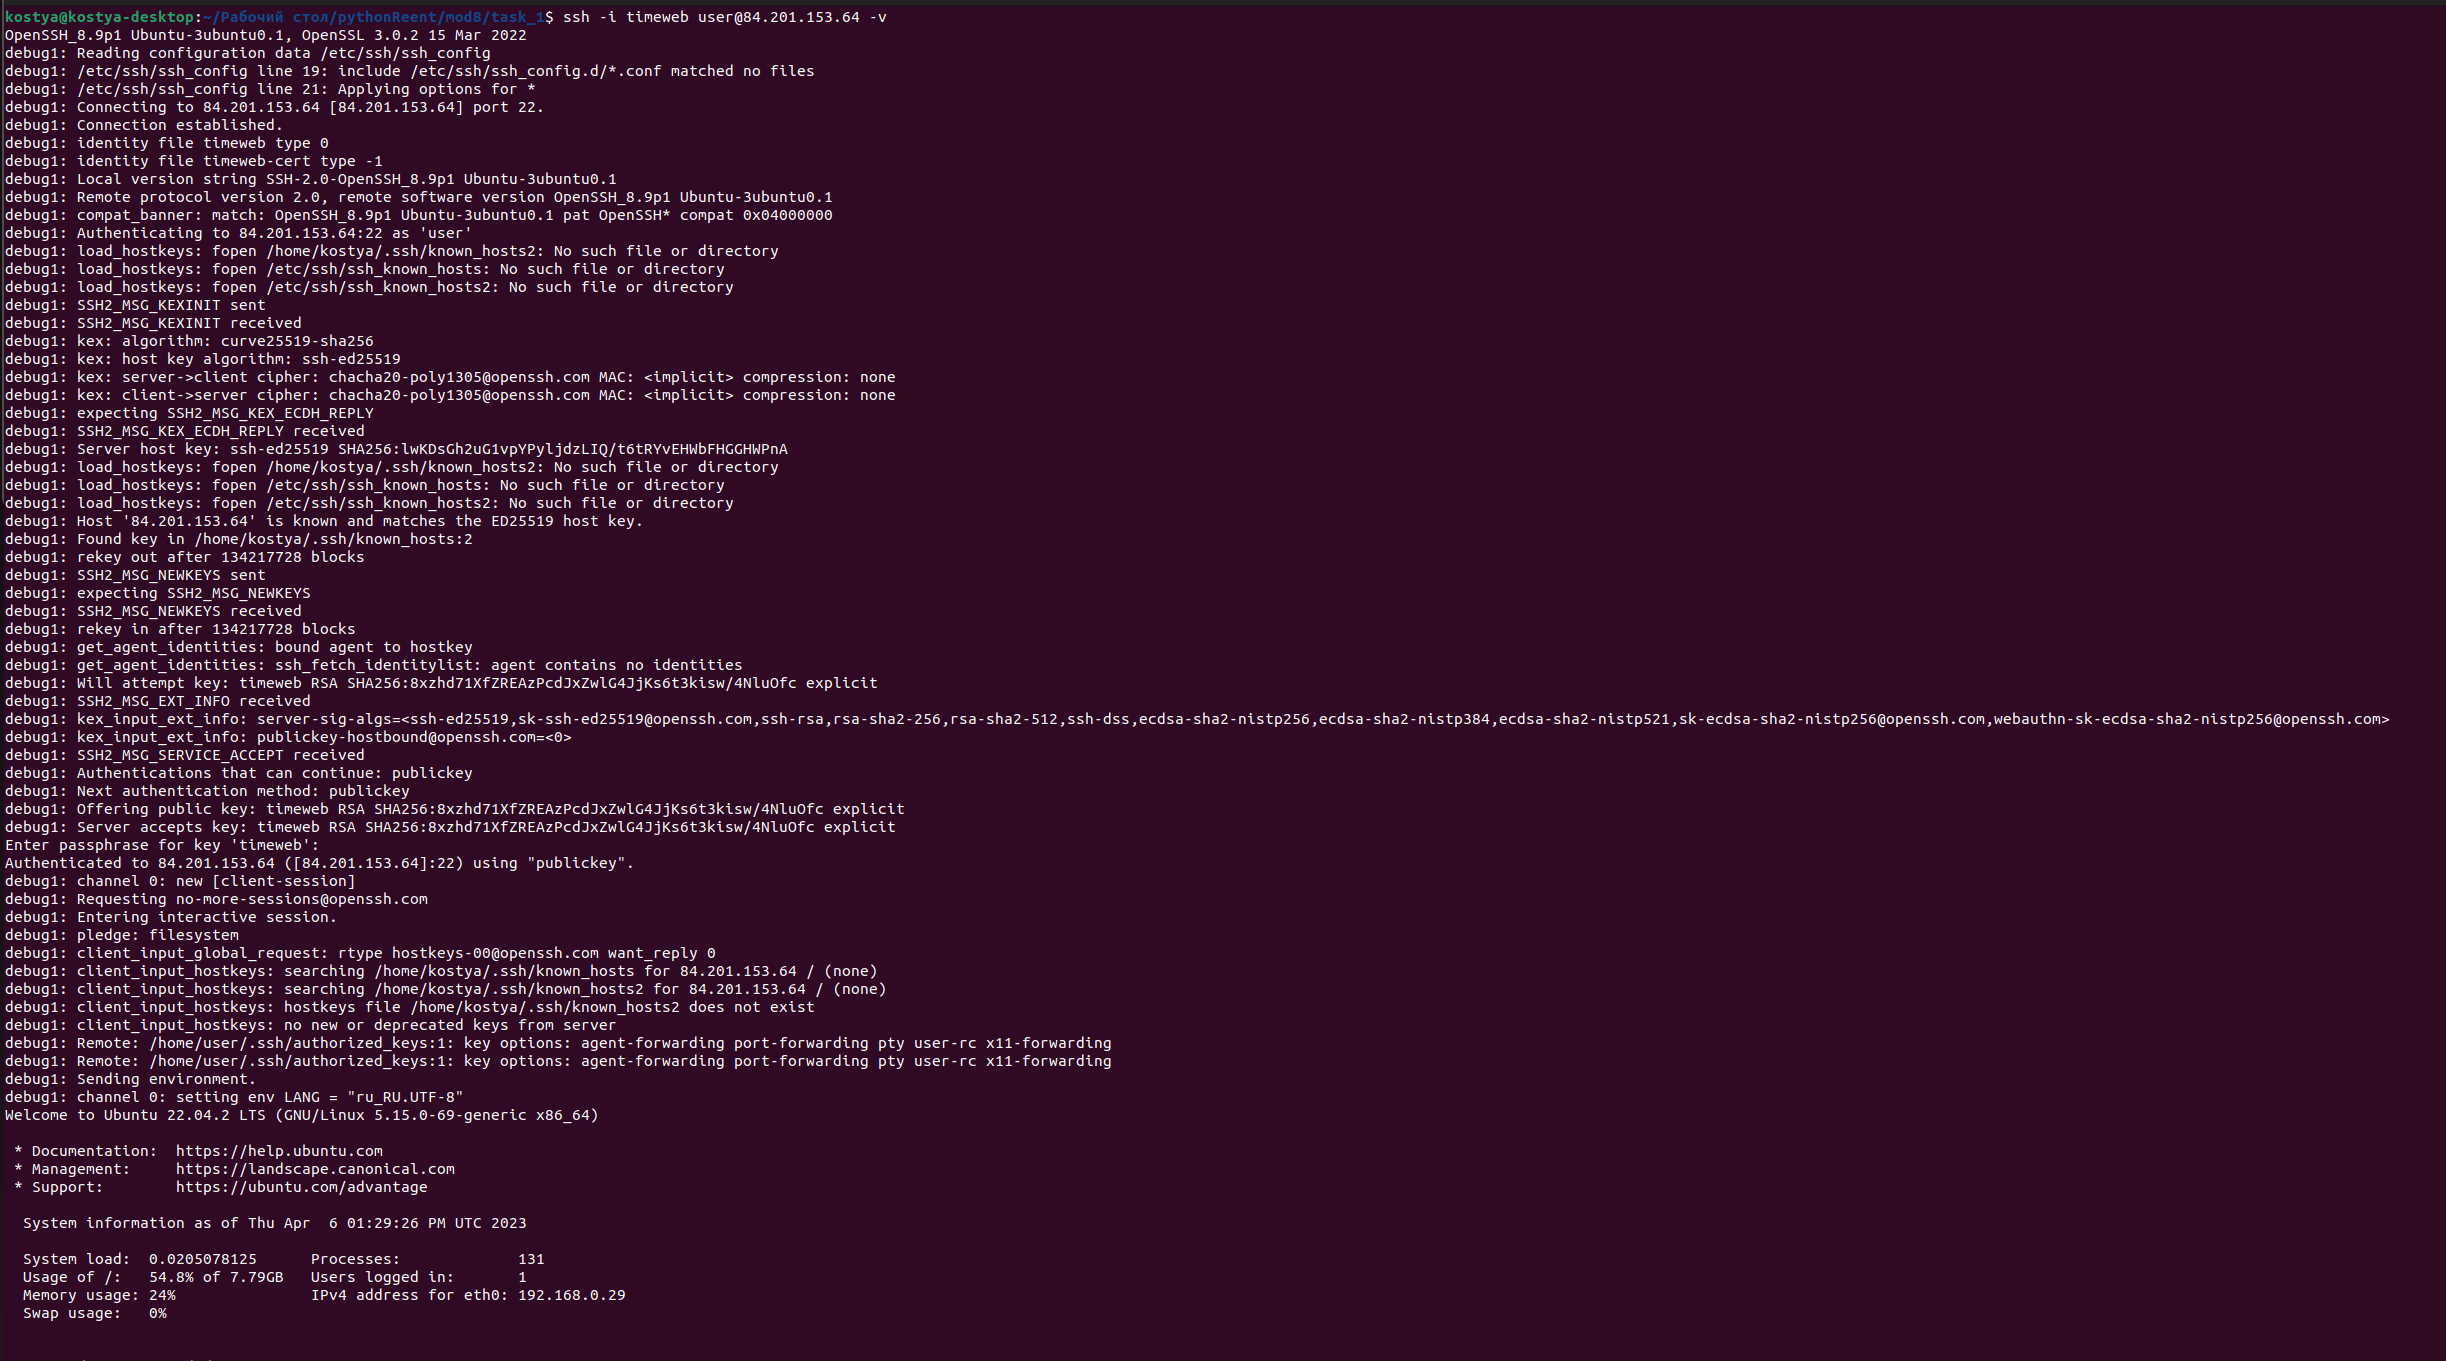 kostya@kostya-desktop:~/Рабочий стол/pythonReent/mod8/task_1$ ssh -i timeweb user@84.201.153.64 -v
OpenSSH_8.9p1 Ubuntu-3ubuntu0.1, OpenSSL 3.0.2 15 Mar 2022
debug1: Reading configuration data /etc/ssh/ssh_config
debug1: /etc/ssh/ssh_config line 19: include /etc/ssh/ssh_config.d/*.conf matched no files
debug1: /etc/ssh/ssh_config line 21: Applying options for *
debug1: Connecting to 84.201.153.64 [84.201.153.64] port 22.
debug1: Connection established.
debug1: identity file timeweb type 0
debug1: identity file timeweb-cert type -1
debug1: Local version string SSH-2.0-OpenSSH_8.9p1 Ubuntu-3ubuntu0.1
debug1: Remote protocol version 2.0, remote software version OpenSSH_8.9p1 Ubuntu-3ubuntu0.1
debug1: compat_banner: match: OpenSSH_8.9p1 Ubuntu-3ubuntu0.1 pat OpenSSH* compat 0x04000000
debug1: Authenticating to 84.201.153.64:22 as 'user'
debug1: load_hostkeys: fopen /home/kostya/.ssh/known_hosts2: No such file or directory
debug1: load_hostkeys: fopen /etc/ssh/ssh_known_hosts: No such file or directory
debug1: load_hostkeys: fopen /etc/ssh/ssh_known_hosts2: No such file or directory
debug1: SSH2_MSG_KEXINIT sent
debug1: SSH2_MSG_KEXINIT received
debug1: kex: algorithm: curve25519-sha256
debug1: kex: host key algorithm: ssh-ed25519
debug1: kex: server->client cipher: chacha20-poly1305@openssh.com MAC: <implicit> compression: none
debug1: kex: client->server cipher: chacha20-poly1305@openssh.com MAC: <implicit> compression: none
debug1: expecting SSH2_MSG_KEX_ECDH_REPLY
debug1: SSH2_MSG_KEX_ECDH_REPLY received
debug1: Server host key: ssh-ed25519 SHA256:lwKDsGh2uG1vpYPyljdzLIQ/t6tRYvEHWbFHGGHWPnA
debug1: load_hostkeys: fopen /home/kostya/.ssh/known_hosts2: No such file or directory
debug1: load_hostkeys: fopen /etc/ssh/ssh_known_hosts: No such file or directory
debug1: load_hostkeys: fopen /etc/ssh/ssh_known_hosts2: No such file or directory
debug1: Host '84.201.153.64' is known and matches the ED25519 host key.
debug1: Found key in /home/kostya/.ssh/known_hosts:2
debug1: rekey out after 134217728 blocks
debug1: SSH2_MSG_NEWKEYS sent
debug1: expecting SSH2_MSG_NEWKEYS
debug1: SSH2_MSG_NEWKEYS received
debug1: rekey in after 134217728 blocks
debug1: get_agent_identities: bound agent to hostkey
debug1: get_agent_identities: ssh_fetch_identitylist: agent contains no identities
debug1: Will attempt key: timeweb RSA SHA256:8xzhd71XfZREAzPcdJxZwlG4JjKs6t3kisw/4NluOfc explicit
debug1: SSH2_MSG_EXT_INFO received
debug1: kex_input_ext_info: server-sig-algs=<ssh-ed25519,sk-ssh-ed25519@openssh.com,ssh-rsa,rsa-sha2-256,rsa-sha2-512,ssh-dss,ecdsa-sha2-nistp256,ecdsa-sha2-nistp384,ecdsa-sha2-nistp521,sk-ecdsa-sha2-nistp256@openssh.com,webauthn-sk-ecdsa-sha2-nistp256@openssh.com>
debug1: kex_input_ext_info: publickey-hostbound@openssh.com=<0>
debug1: SSH2_MSG_SERVICE_ACCEPT received
debug1: Authentications that can continue: publickey
debug1: Next authentication method: publickey
debug1: Offering public key: timeweb RSA SHA256:8xzhd71XfZREAzPcdJxZwlG4JjKs6t3kisw/4NluOfc explicit
debug1: Server accepts key: timeweb RSA SHA256:8xzhd71XfZREAzPcdJxZwlG4JjKs6t3kisw/4NluOfc explicit
Enter passphrase for key 'timeweb':
Authenticated to 84.201.153.64 ([84.201.153.64]:22) using "publickey".
debug1: channel 0: new [client-session]
debug1: Requesting no-more-sessions@openssh.com
debug1: Entering interactive session.
debug1: pledge: filesystem
debug1: client_input_global_request: rtype hostkeys-00@openssh.com want_reply 0
debug1: client_input_hostkeys: searching /home/kostya/.ssh/known_hosts for 84.201.153.64 / (none)
debug1: client_input_hostkeys: searching /home/kostya/.ssh/known_hosts2 for 84.201.153.64 / (none)
debug1: client_input_hostkeys: hostkeys file /home/kostya/.ssh/known_hosts2 does not exist
debug1: client_input_hostkeys: no new or deprecated keys from server
debug1: Remote: /home/user/.ssh/authorized_keys:1: key options: agent-forwarding port-forwarding pty user-rc x11-forwarding
debug1: Remote: /home/user/.ssh/authorized_keys:1: key options: agent-forwarding port-forwarding pty user-rc x11-forwarding
debug1: Sending environment.
debug1: channel 0: setting env LANG = "ru_RU.UTF-8"
Welcome to Ubuntu 22.04.2 LTS (GNU/Linux 5.15.0-69-generic x86_64)
* Documentation:  https://help.ubuntu.com
* Management:     https://landscape.canonical.com
* Support:        https://ubuntu.com/advantage
System information as of Thu Apr  6 01:29:26 PM UTC 2023
System load:  0.0205078125      Processes:             131
Usage of /:   54.8% of 7.79GB   Users logged in:       1
Memory usage: 24%               IPv4 address for eth0: 192.168.0.29
Swap usage:   0%